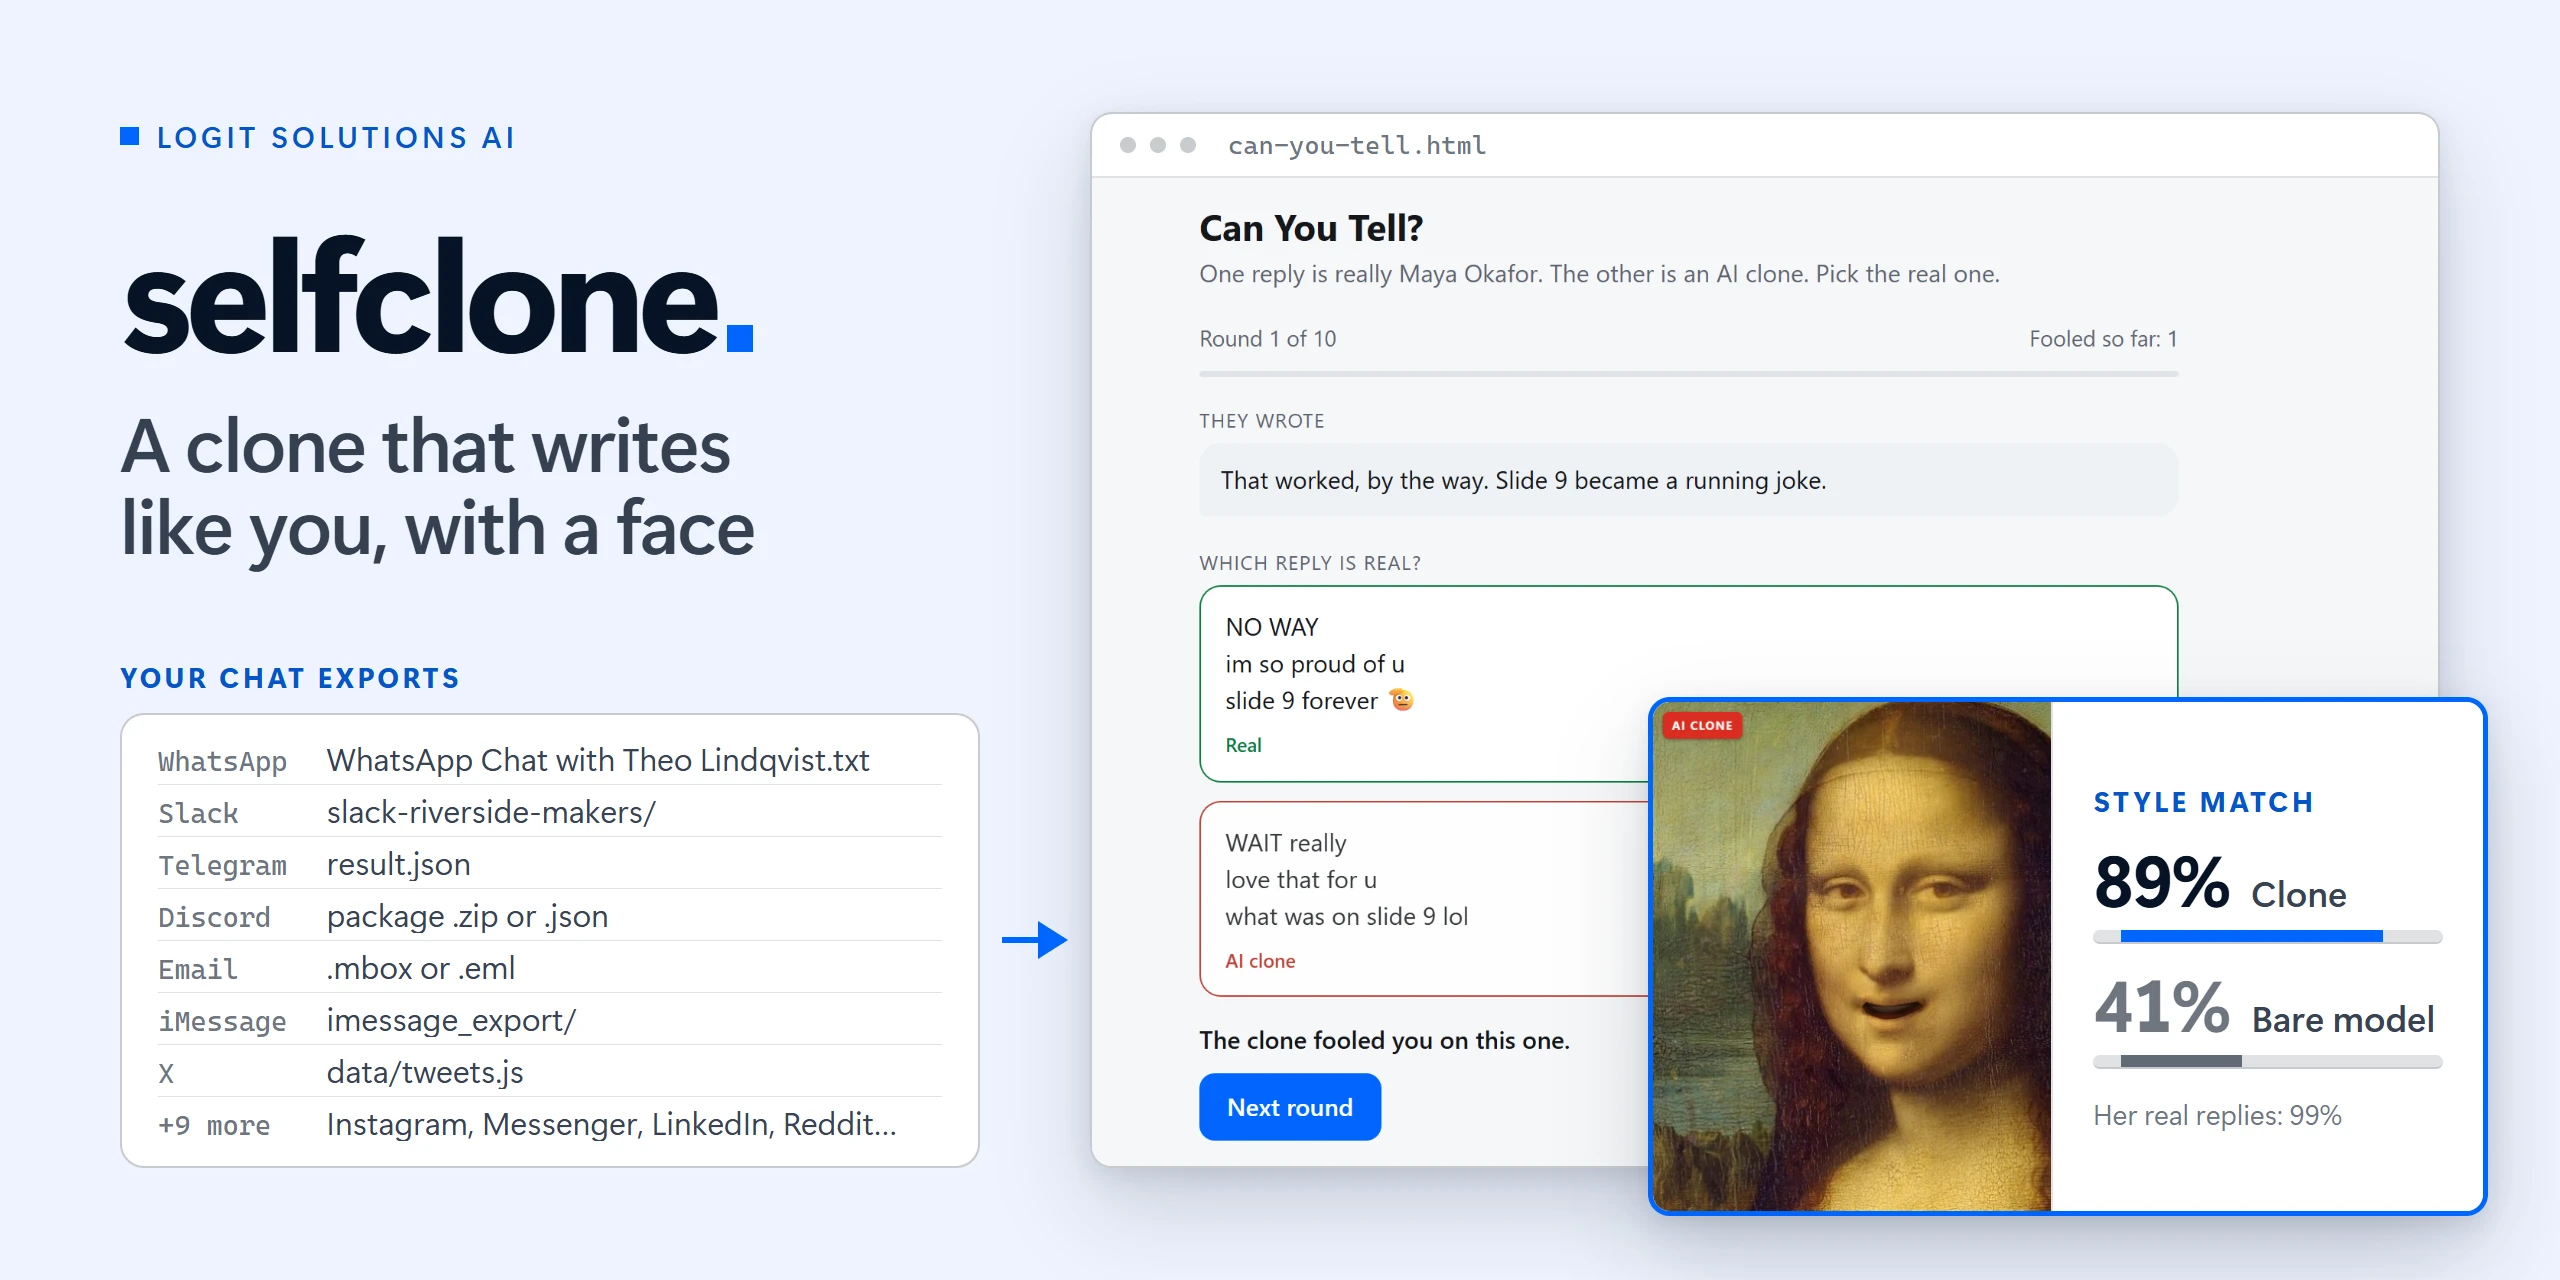 LOGIT SOLUTIONS AI
selfclone.
A clone that writes
like you, with a face
YOUR CHAT EXPORTS
WhatsApp WhatsApp Chat with Theo Lindqvist.txt
Slack slack-riverside-makers/
Telegram result.json
Discord package .zip or .json
Email .mbox or .eml
iMessage imessage_export/
X data/tweets.js
+9 more Instagram, Messenger, LinkedIn, Reddit...
can-you-tell.html
Can You Tell?
One reply is really Maya Okafor. The other is an AI clone. Pick the real one.
Round 1 of 10 Fooled so far: 1
THEY WROTE
That worked, by the way. Slide 9 became a running joke.
WHICH REPLY IS REAL?
NO WAY
im so proud of u
slide 9 forever 🫡
Real
WAIT really
love that for u
what was on slide 9 lol
AI clone
The clone fooled you on this one.
Next round
AI CLONE
STYLE MATCH
89% Clone
41% Bare model
Her real replies: 99%